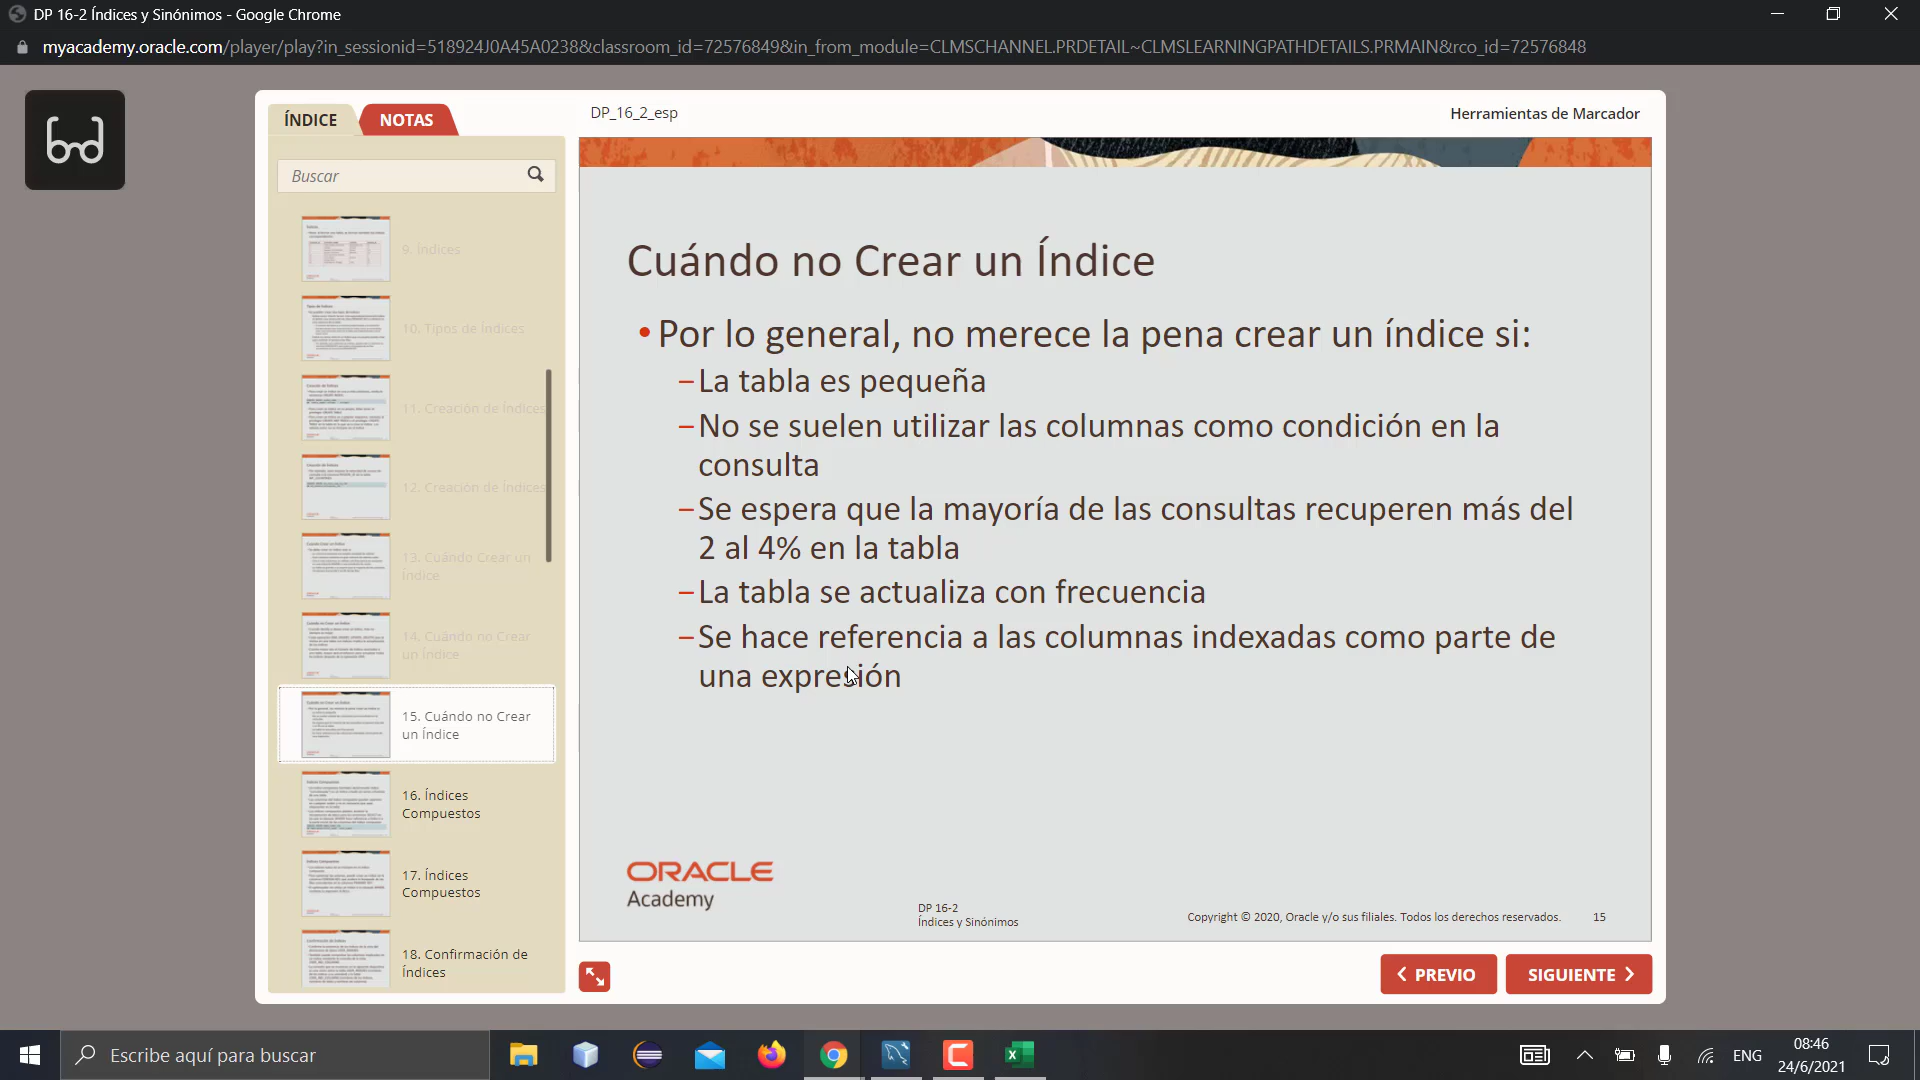 DP 16-2 Índices y Sinónimos - Google Chrome
myacademy.oracle.com/player/play?in_sessionid=518924J0A45A0238&classroom_id=72576849&in_from_module=CLMSCHANNEL.PRDETAIL~CLMSLEARNINGPATHDETAILS.PRMAIN&rco_id=72576848
ÍNDICE
NOTAS
DP_16_2_esp
Herramientas de Marcador
Buscar
9. Índices
10. Tipos de Índices
11. Creación de Índices
12. Creación de Índices
13. Cuándo Crear un
Índice
14. Cuándo no Crear
un Índice
15. Cuándo no Crear
un Índice
16. Índices
Compuestos
17. Índices
Compuestos
18. Confirmación de
Índices
Cuándo no Crear un Índice
• Por lo general, no merece la pena crear un índice si:
–La tabla es pequeña
–No se suelen utilizar las columnas como condición en la
consulta
–Se espera que la mayoría de las consultas recuperen más del
2 al 4% en la tabla
–La tabla se actualiza con frecuencia
–Se hace referencia a las columnas indexadas como parte de
una expresión
ORACLE
Academy
DP 16-2
Índices y Sinónimos
Copyright © 2020, Oracle y/o sus filiales. Todos los derechos reservados.
15
PREVIO
SIGUIENTE
Escribe aquí para buscar
ENG
08:46
24/6/2021